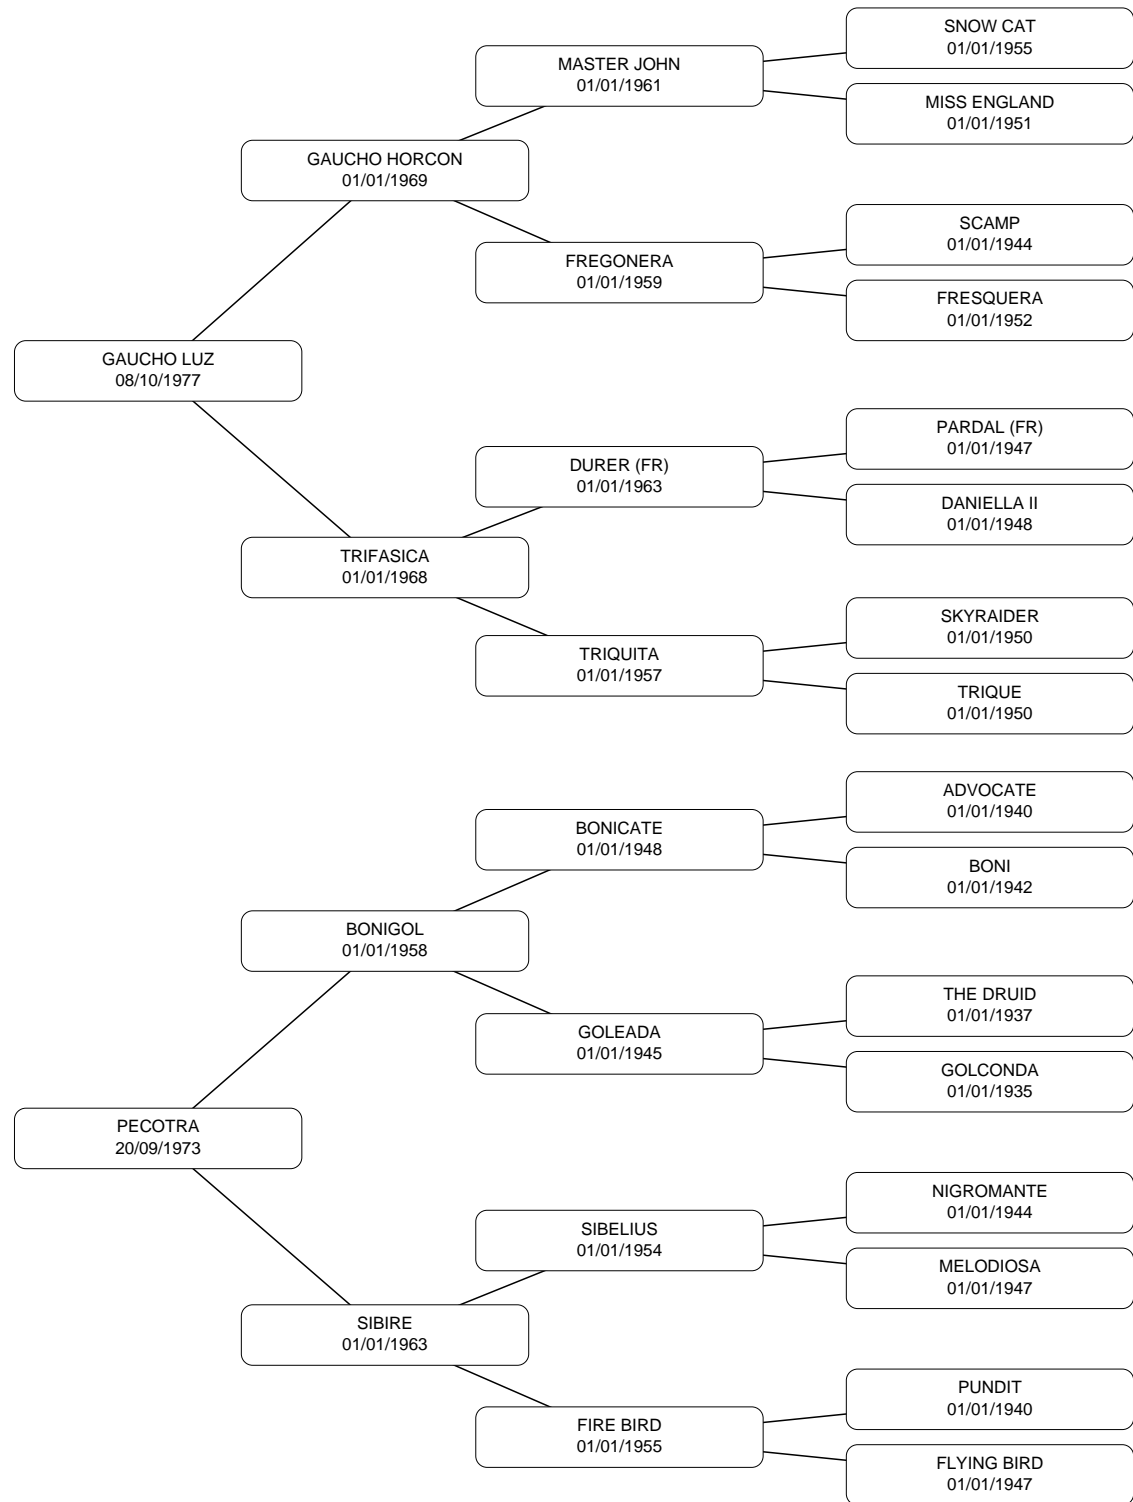 SNOW CAT
01/01/1955
MASTER JOHN
01/01/1961
MISS ENGLAND
01/01/1951
GAUCHO HORCON
01/01/1969
SCAMP
01/01/1944
FREGONERA
01/01/1959
FRESQUERA
01/01/1952
GAUCHO LUZ
08/10/1977
PARDAL (FR)
01/01/1947
DURER (FR)
01/01/1963
DANIELLA II
01/01/1948
TRIFASICA
01/01/1968
SKYRAIDER
01/01/1950
TRIQUITA
01/01/1957
TRIQUE
01/01/1950
ADVOCATE
01/01/1940
BONICATE
01/01/1948
BONI
01/01/1942
BONIGOL
01/01/1958
THE DRUID
01/01/1937
GOLEADA
01/01/1945
GOLCONDA
01/01/1935
PECOTRA
20/09/1973
NIGROMANTE
01/01/1944
SIBELIUS
01/01/1954
MELODIOSA
01/01/1947
SIBIRE
01/01/1963
PUNDIT
01/01/1940
FIRE BIRD
01/01/1955
FLYING BIRD
01/01/1947